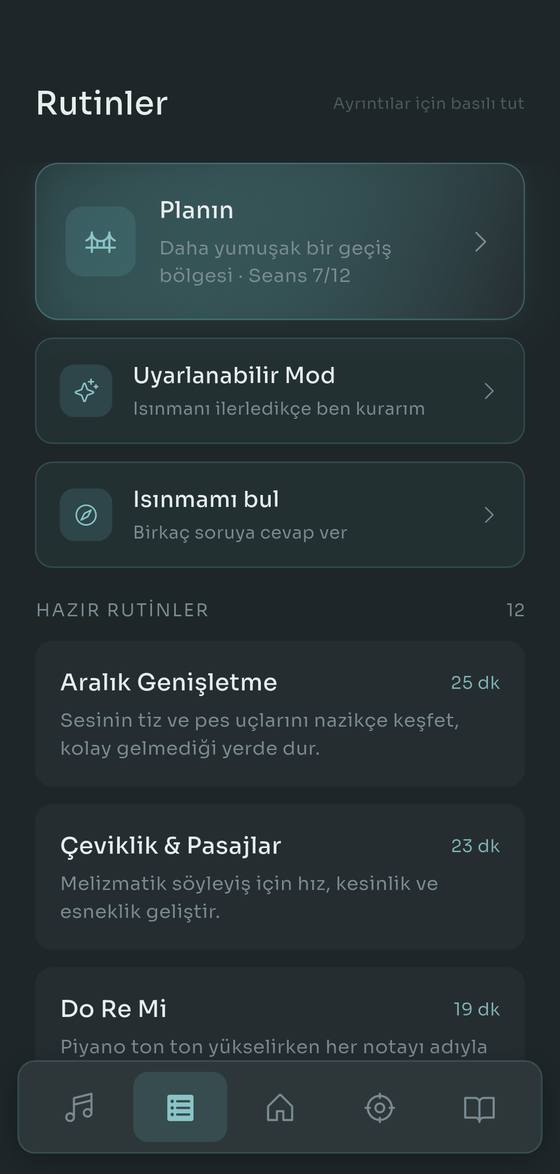 Rutinler
Ayrıntılar için basılı tut
Planın
Daha yumuşak bir geçiş
bölgesi · Seans 7/12
Uyarlanabilir Mod
Isınmanı ilerledikçe ben kurarım
Isınmamı bul
Birkaç soruya cevap ver
HAZIR RUTİNLER
12
Aralık Genişletme
25 dk
Sesinin tiz ve pes uçlarını nazikçe keşfet,
kolay gelmediği yerde dur.
Çeviklik & Pasajlar
23 dk
Melizmatik söyleyiş için hız, kesinlik ve
esneklik geliştir.
Do Re Mi
19 dk
Piyano ton ton yükselirken her notayı adıyla